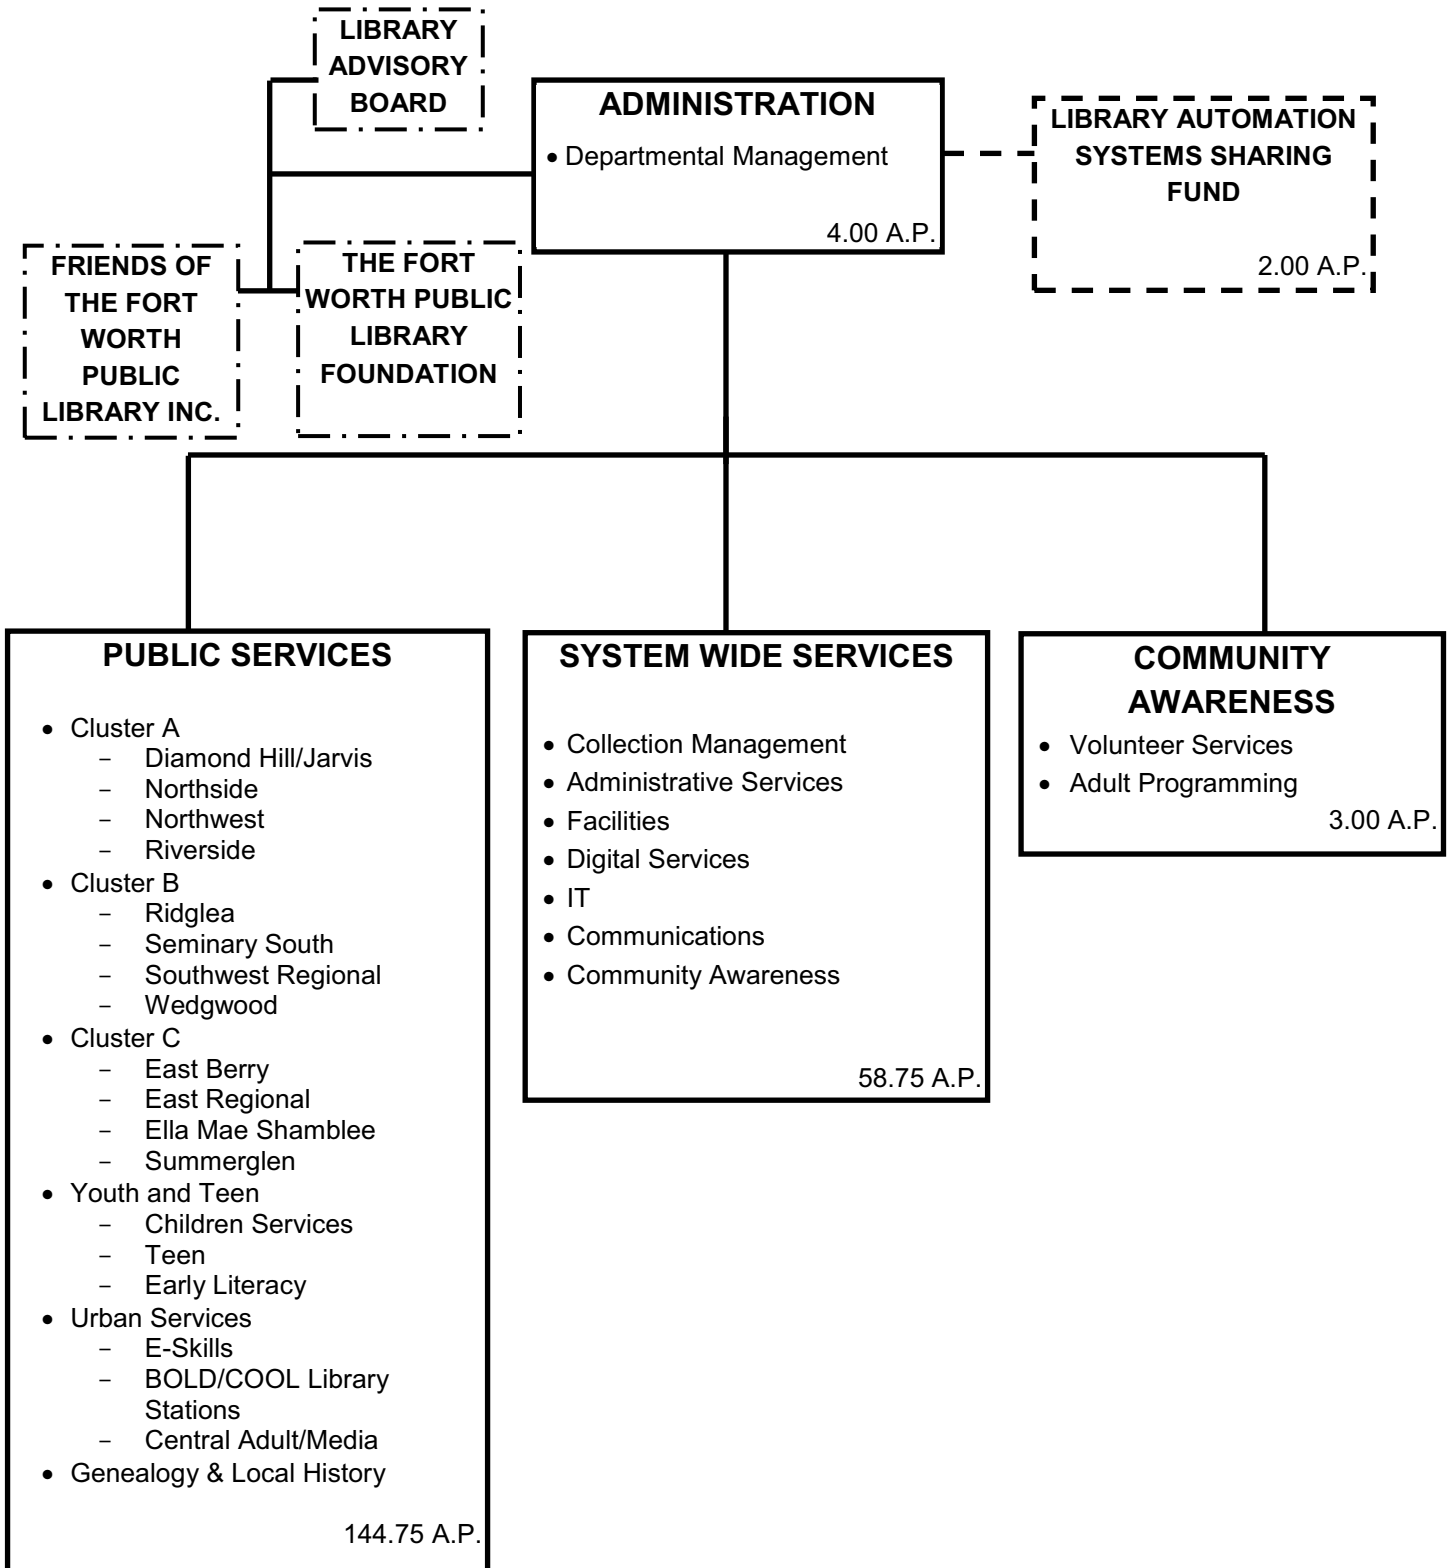 LIBRARY
ADVISORY
BOARD
ADMINISTRATION
• Departmental Management
4.00 A.P.
LIBRARY AUTOMATION
SYSTEMS SHARING
FUND
2.00 A.P.
FRIENDS OF
THE FORT
WORTH
PUBLIC
LIBRARY INC.
THE FORT
WORTH PUBLIC
LIBRARY
FOUNDATION
PUBLIC SERVICES
• Cluster A
– Diamond Hill/Jarvis
– Northside
– Northwest
– Riverside
• Cluster B
– Ridglea
– Seminary South
– Southwest Regional
– Wedgwood
• Cluster C
– East Berry
– East Regional
– Ella Mae Shamblee
– Summerglen
• Youth and Teen
– Children Services
– Teen
– Early Literacy
• Urban Services
– E-Skills
– BOLD/COOL Library
Stations
– Central Adult/Media
• Genealogy & Local History
144.75 A.P.
SYSTEM WIDE SERVICES
• Collection Management
• Administrative Services
• Facilities
• Digital Services
• IT
• Communications
• Community Awareness
58.75 A.P.
COMMUNITY
AWARENESS
• Volunteer Services
• Adult Programming
3.00 A.P.